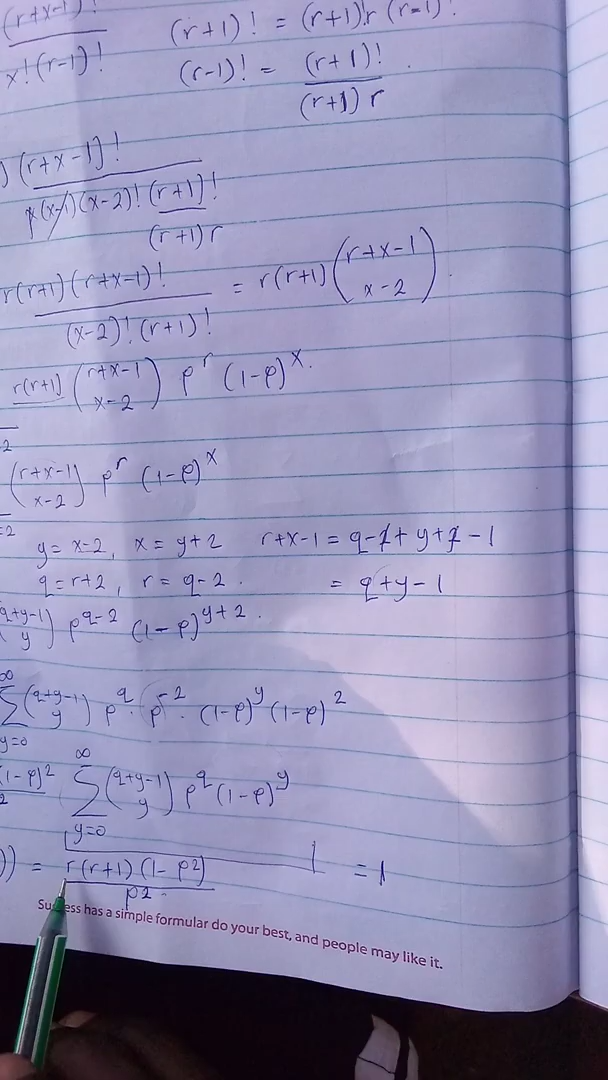 (r+x-1)! / x!(r-1)!
(r+1)! = (r+1)r(r-1)!
(r-1)! = (r+1)! / (r+1)r .
) (r+x-1)! / x(x-1)(x-2)! (r+1)! / (r+1)r
r(r+1)(r+x-1)! / (x-2)!(r+1)! = r(r+1) (r+x-1 x-2).
r(r+1) (r+x-1 x-2) p^r (1-p)^x.
(r+x-1 x-2) p^r (1-p)^x
=2
y = x-2, x = y+2 r+x-1 = q-2+y+2-1
q = r+2, r = q-2. = q+y-1
(q+y-1 y) p^q-2 (1-p)^y+2.
∞ Σ y=0 (q+y-1 y) p^q. p^-2. (1-p)^y (1-p)^2
(1-p)^2 / 2 ∞ Σ y=0 (q+y-1 y) p^q (1-p)^y
)) = r(r+1)(1-p2) / p2. = 1
Success has a simple formular do your best, and people may like it.